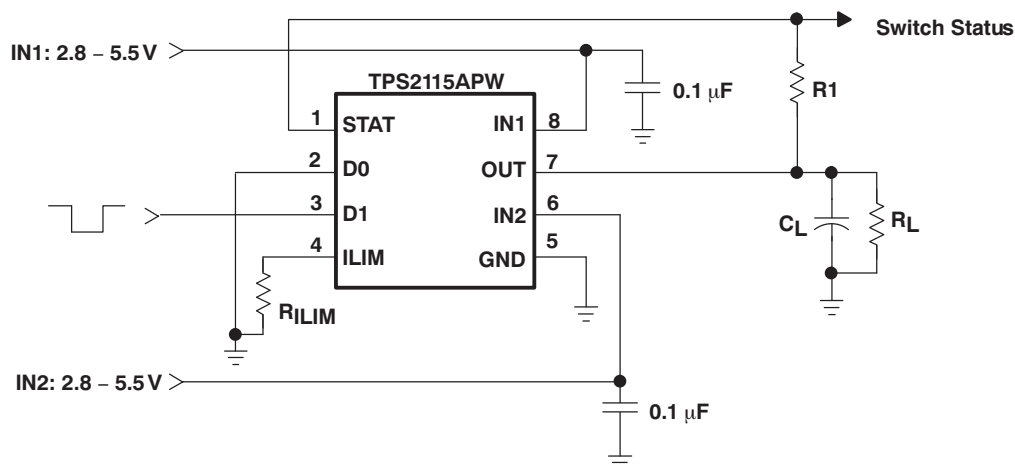 Switch Status
IN1: 2.8 – 5.5 V
TPS2115APW
0.1 μF
R1
1
STAT
IN1
8
2
D0
OUT
7
3
D1
IN2
6
4
ILIM
GND
5
CL
RL
RILIM
IN2: 2.8 – 5.5 V
0.1 μF